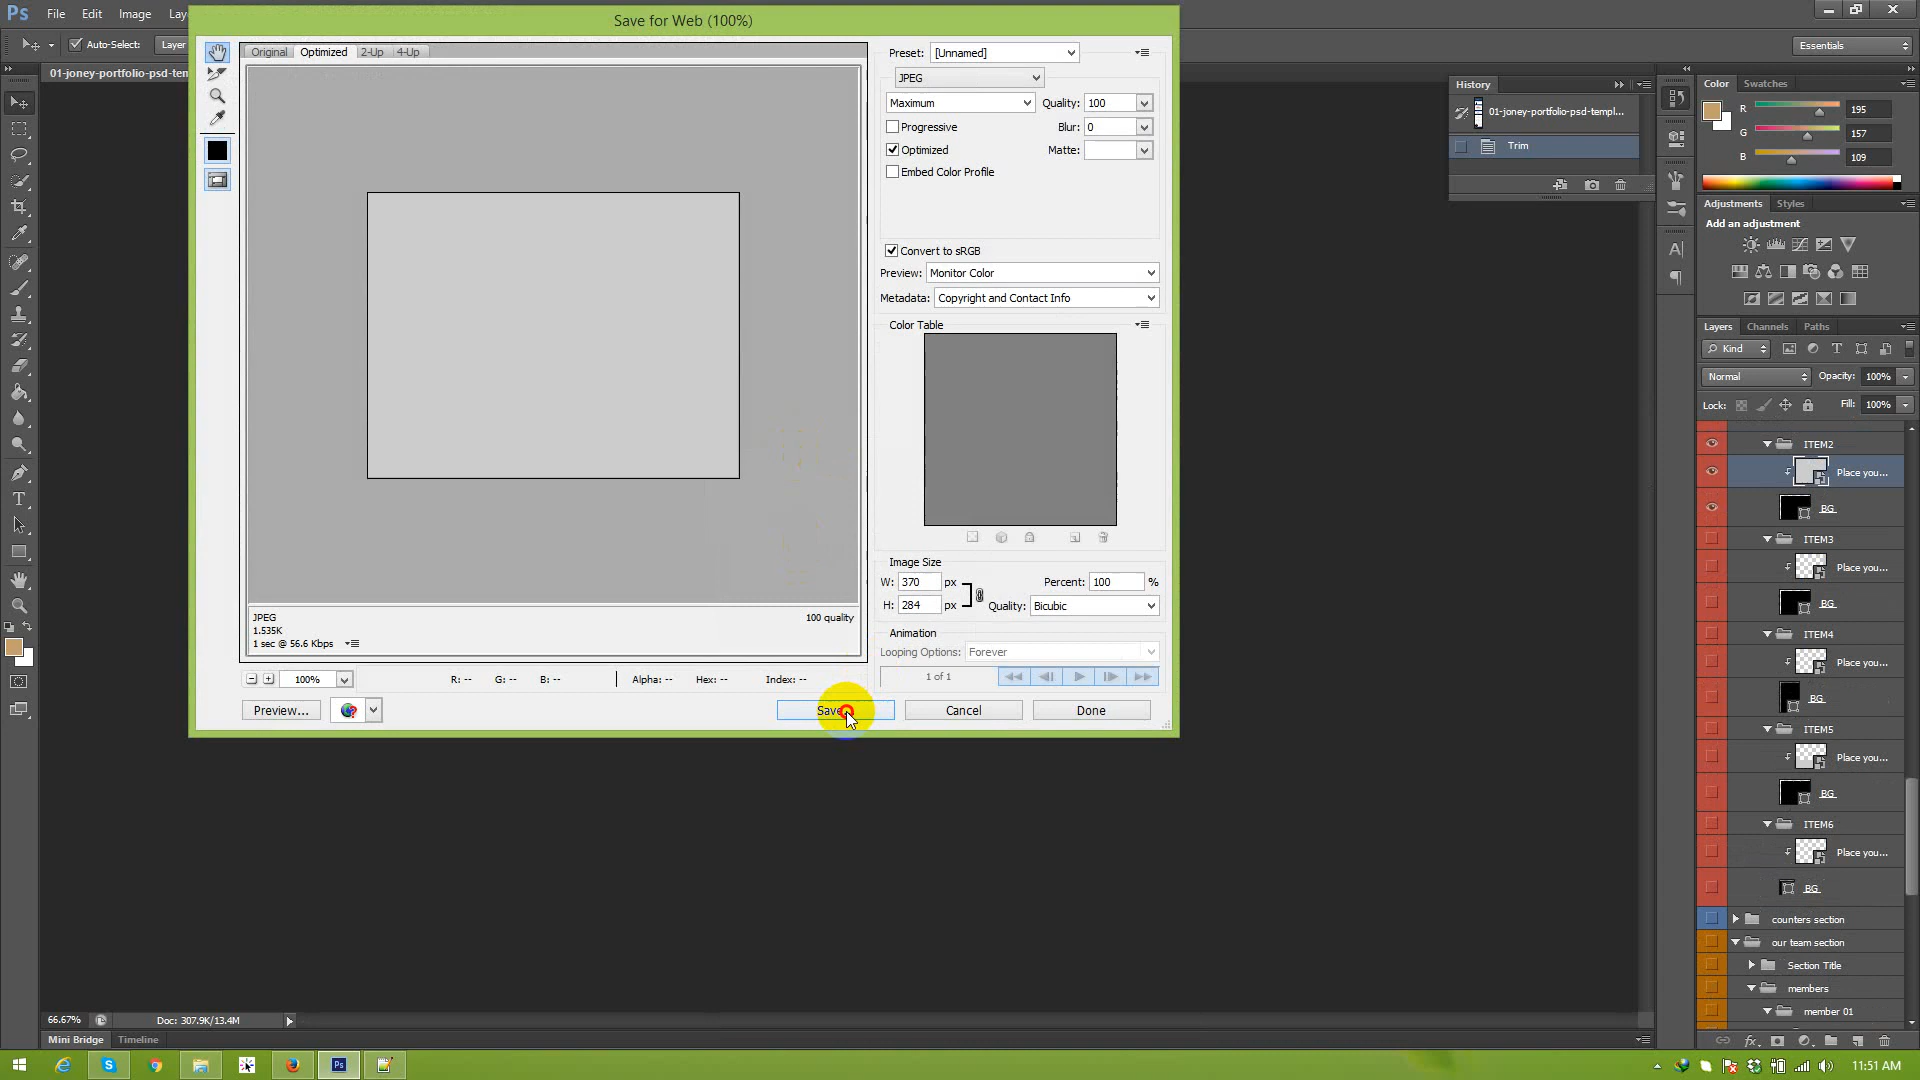 Ps File Edit Image
Save for Web (100%)
Auto-Select: Layer
Essentials
01-joney-portfolio-psd-tem
Original Optimized 2-Up 4-Up
Preset: [Unnamed]
JPEG
Maximum Quality: 100
Progressive Blur: 0
Optimized Matte:
Embed Color Profile
Convert to sRGB
Preview: Monitor Color
Metadata: Copyright and Contact Info
Color Table
Image Size
W: 370 px Percent: 100 %
H: 284 px Quality: Bicubic
Animation
Looping Options: Forever
1 of 1
JPEG 100 quality
1.535K
1 sec @ 56.6 Kbps
100% R: -- G: -- B: -- Alpha: -- Hex: -- Index: --
Preview... Save Cancel Done
History
01-joney-portfolio-psd-templ...
Trim
Color Swatches
R 195
G 157
B 109
Adjustments Styles
Add an adjustment
Layers Channels Paths
Kind
Normal Opacity: 100%
Lock: Fill: 100%
ITEM2
Place you...
BG
ITEM3
Place you...
BG
ITEM4
Place you...
BG
ITEM5
Place you...
BG
ITEM6
Place you...
BG
counters section
our team section
Section Title
members
member 01
66.67% Doc: 307.9K/13.4M
Mini Bridge Timeline
11:51 AM